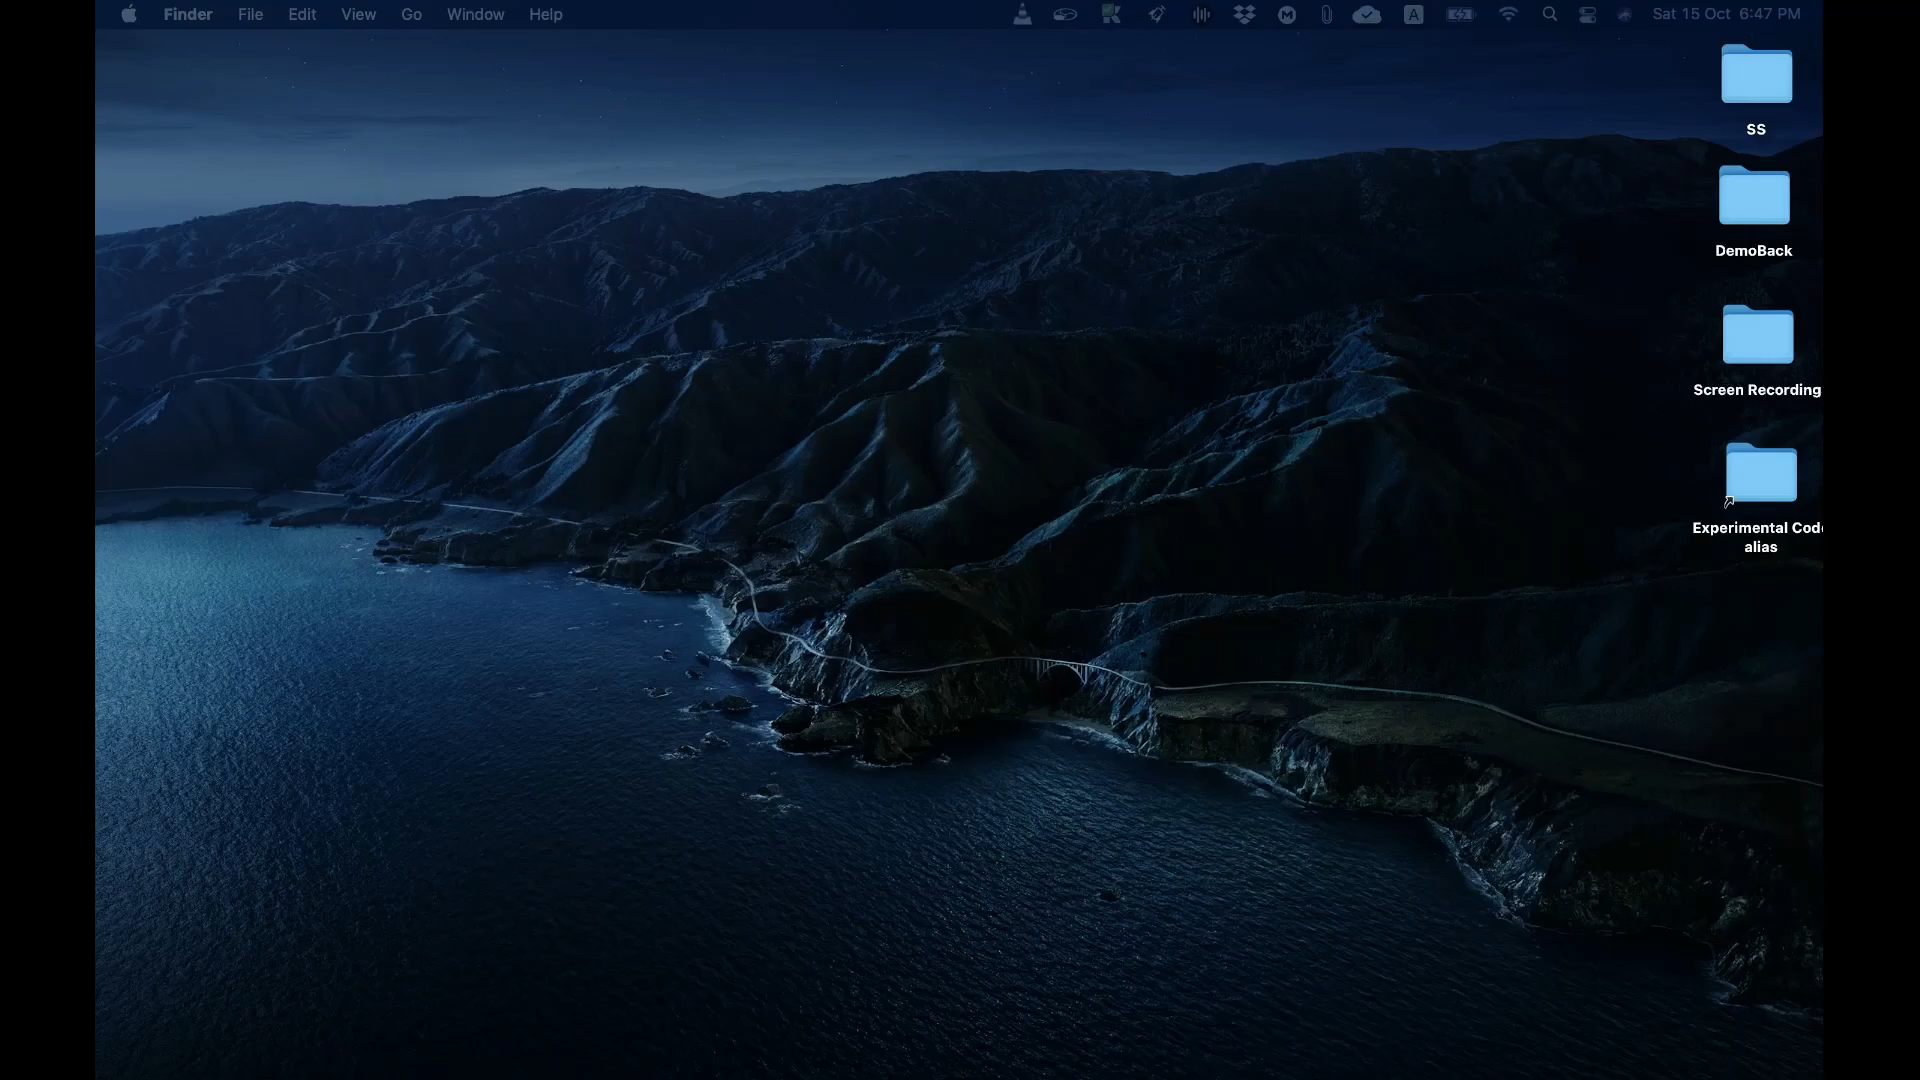 Finder File Edit View Go Window Help A Sat 15 Oct 6:47 PM
SS
DemoBack
Screen Recording
Experimental Code
alias